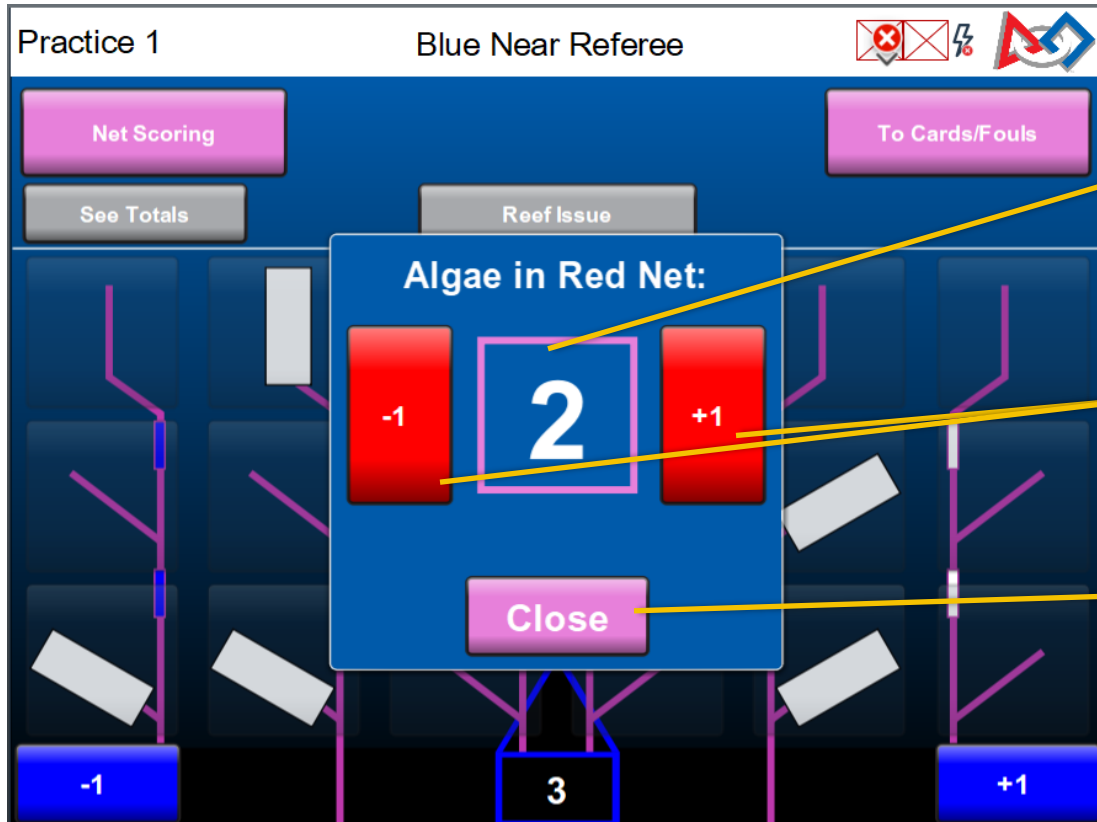 Practice 1
Blue Near Referee
Net Scoring
To Cards/Fouls
See Totals
Reef Issue
Algae in Red Net:
-1
2
+1
Close
-1
3
+1